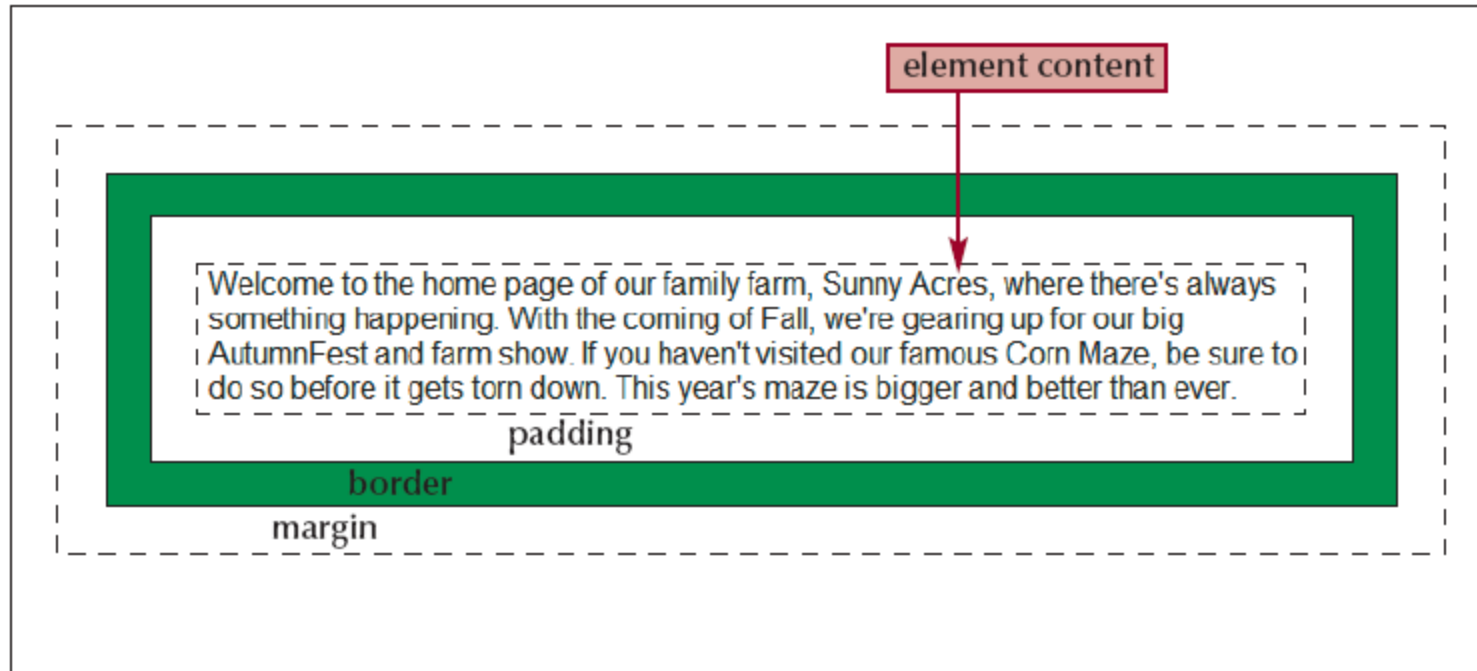 element content
Welcome to the home page of our family farm, Sunny Acres, where there's always
something happening. With the coming of Fall, we're gearing up for our big
AutumnFest and farm show. If you haven't visited our famous Corn Maze, be sure to
do so before it gets torn down. This year's maze is bigger and better than ever.
padding
border
margin